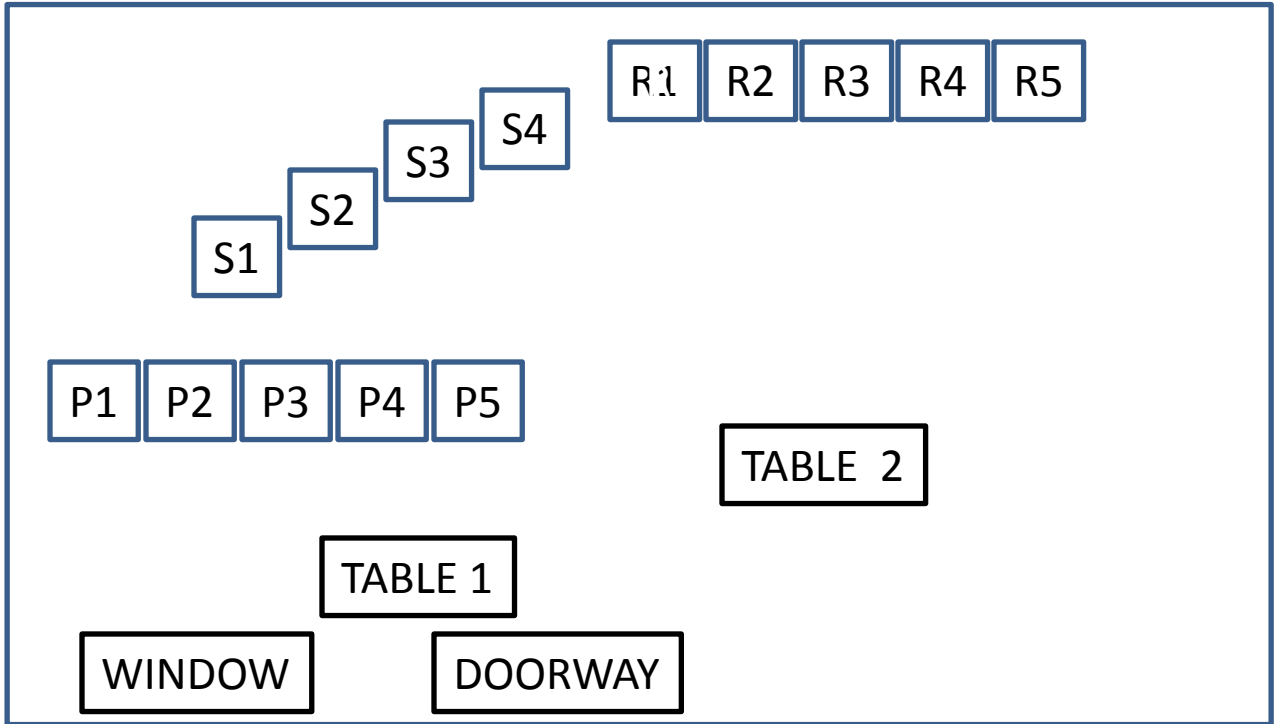 R1 R2 R3 R4 R5
S4
S3
S2
S1
P1 P2 P3 P4 P5
TABLE 2
TABLE 1
WINDOW DOORWAY